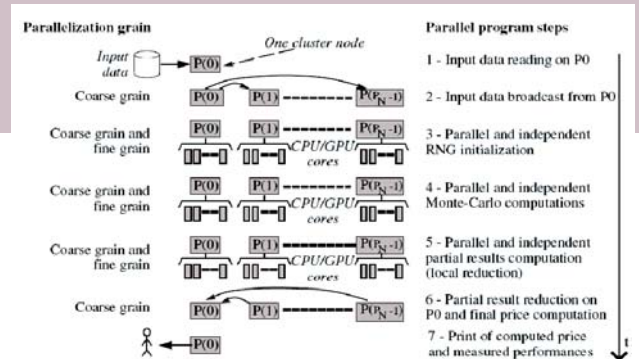 Parallelization grain
Parallel program steps
One cluster node
Input
data
P(0)
1 - Input data reading on P0
Coarse grain
P(0)
P(1)
P(P_N-1)
2 - Input data broadcast from P0
Coarse grain and
fine grain
P(0)
P(1)
P(P_N-1)
CPU/GPU
cores
3 - Parallel and independent
RNG initialization
Coarse grain and
fine grain
P(0)
P(1)
P(P_N-1)
CPU/GPU
cores
4 - Parallel and independent
Monte-Carlo computations
Coarse grain and
fine grain
P(0)
P(1)
P(P_N-1)
CPU/GPU
cores
5 - Parallel and independent
partial results computation
(local reduction)
Coarse grain
P(0)
P(1)
P(P_N-1)
6 - Partial result reduction on
P0 and final price computation
P(0)
7 - Print of computed price
and measured performances
t